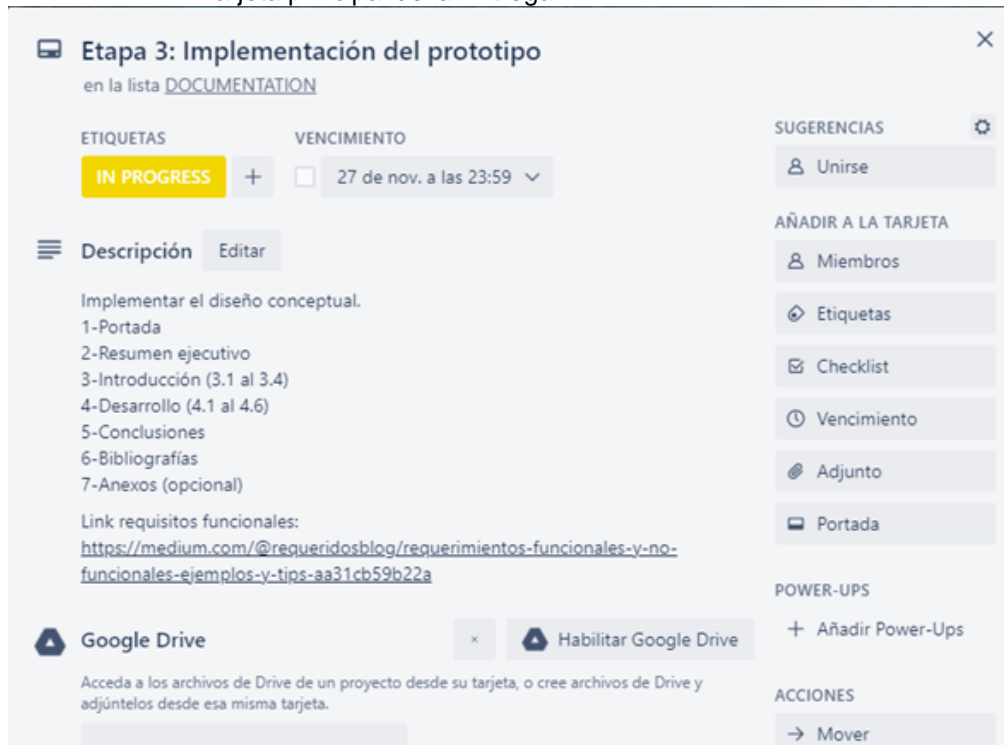 Etapa 3: Implementación del prototipo
en la lista DOCUMENTATION
ETIQUETAS
VENCIMIENTO
IN PROGRESS
+
27 de nov. a las 23:59
Descripción
Editar
Implementar el diseño conceptual.
1-Portada
2-Resumen ejecutivo
3-Introducción (3.1 al 3.4)
4-Desarrollo (4.1 al 4.6)
5-Conclusiones
6-Bibliografías
7-Anexos (opcional)
Link requisitos funcionales:
https://medium.com/@requeridosblog/requerimientos-funcionales-y-no-
funcionales-ejemplos-y-tips-aa31cb59b22a
Google Drive
Habilitar Google Drive
Acceda a los archivos de Drive de un proyecto desde su tarjeta, o cree archivos de Drive y
adjúntelos desde esa misma tarjeta.
SUGERENCIAS
Unirse
AÑADIR A LA TARJETA
Miembros
Etiquetas
Checklist
Vencimiento
Adjunto
Portada
POWER-UPS
+ Añadir Power-Ups
ACCIONES
→ Mover